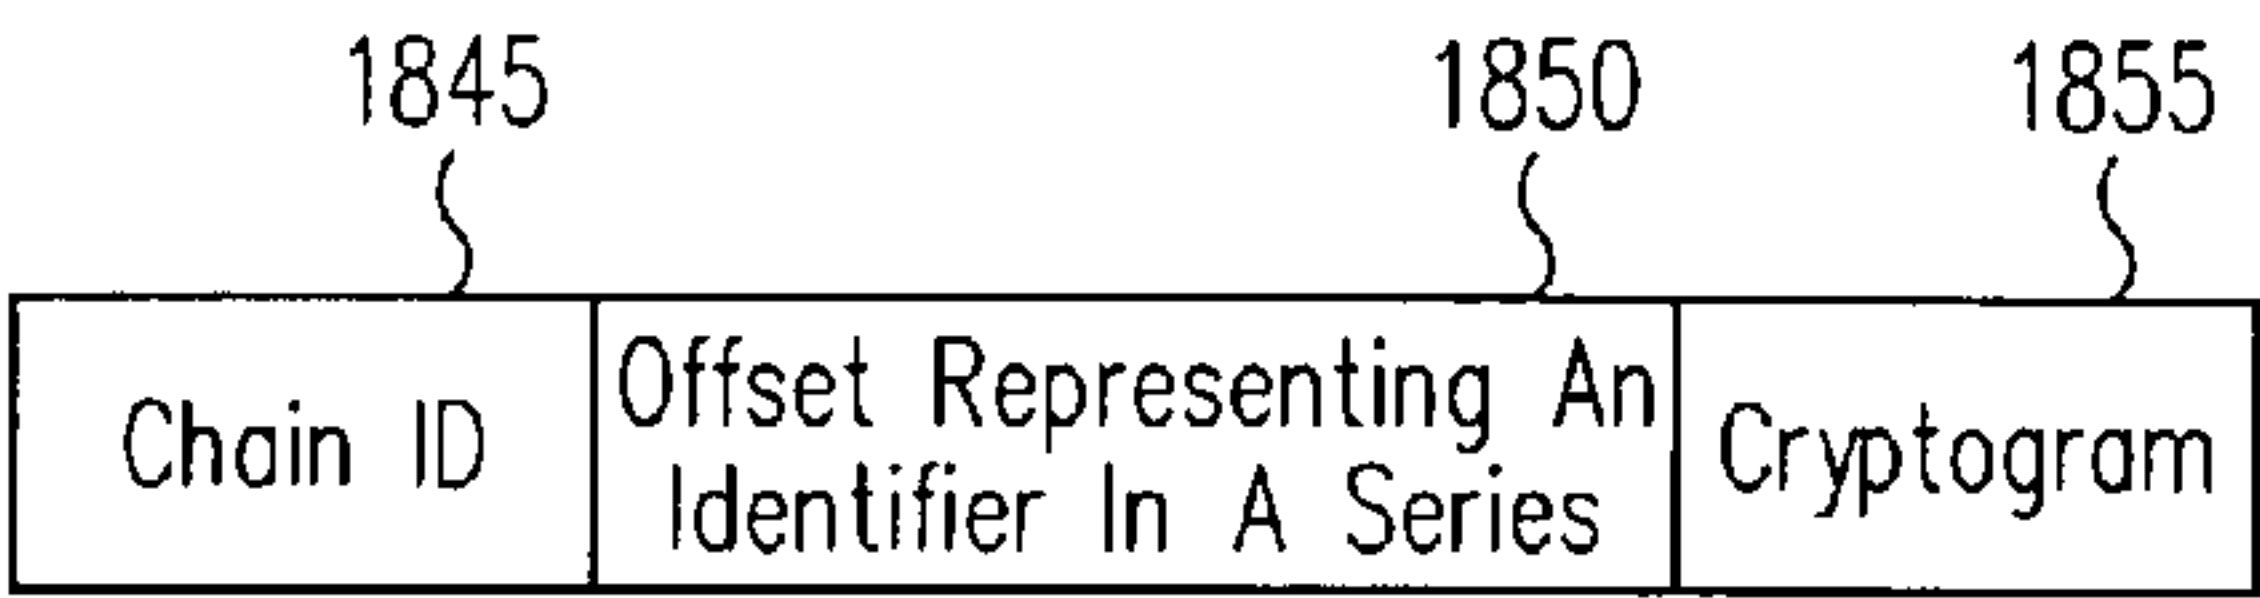 1845 1850 1855
Chain ID
Offset Representing An
Identifier In A Series
Cryptogram